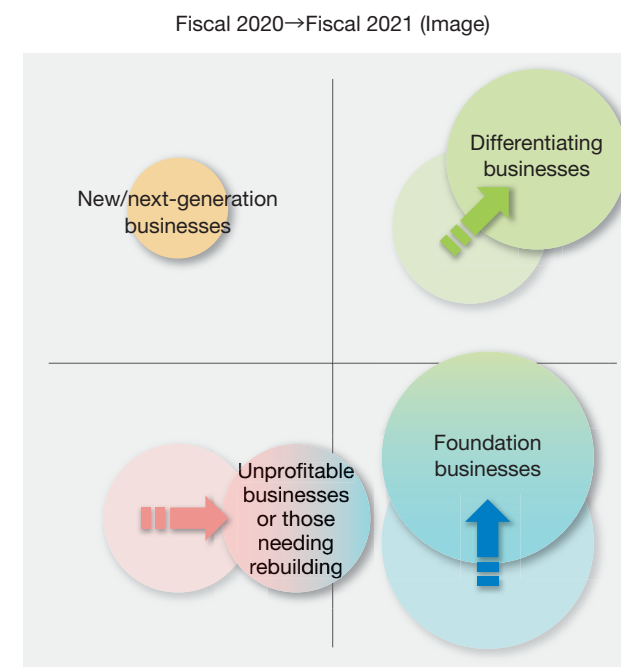 Fiscal 2020→Fiscal 2021 (Image)
Differentiating
businesses
New/next-generation
businesses
Foundation
businesses
Unprofitable
businesses
or those
needing
rebuilding